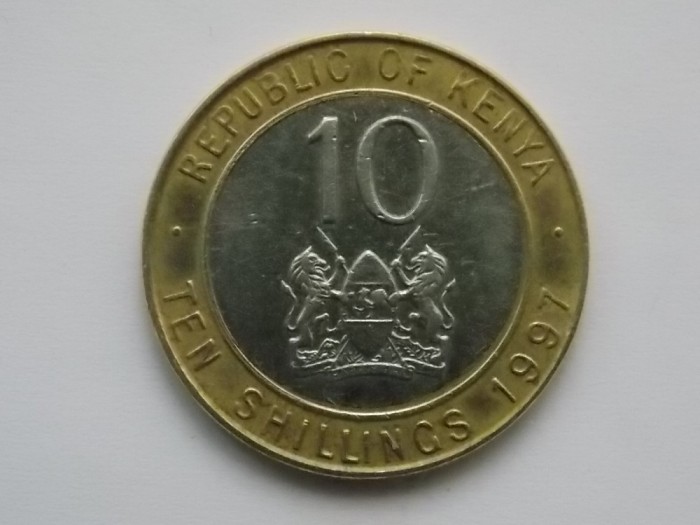 REPUBLIC OF KENYA
10
TEN SHILLINGS 1997